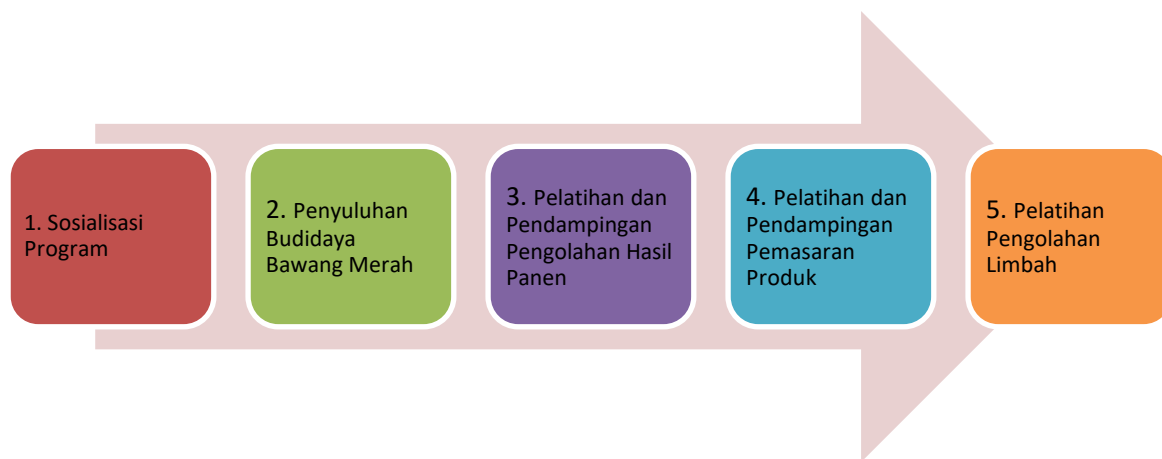 1. Sosialisasi
Program
2. Penyuluhan
Budidaya
Bawang Merah
3. Pelatihan dan
Pendampingan
Pengolahan Hasil
Panen
4. Pelatihan dan
Pendampingan
Pemasaran
Produk
5. Pelatihan
Pengolahan
Limbah